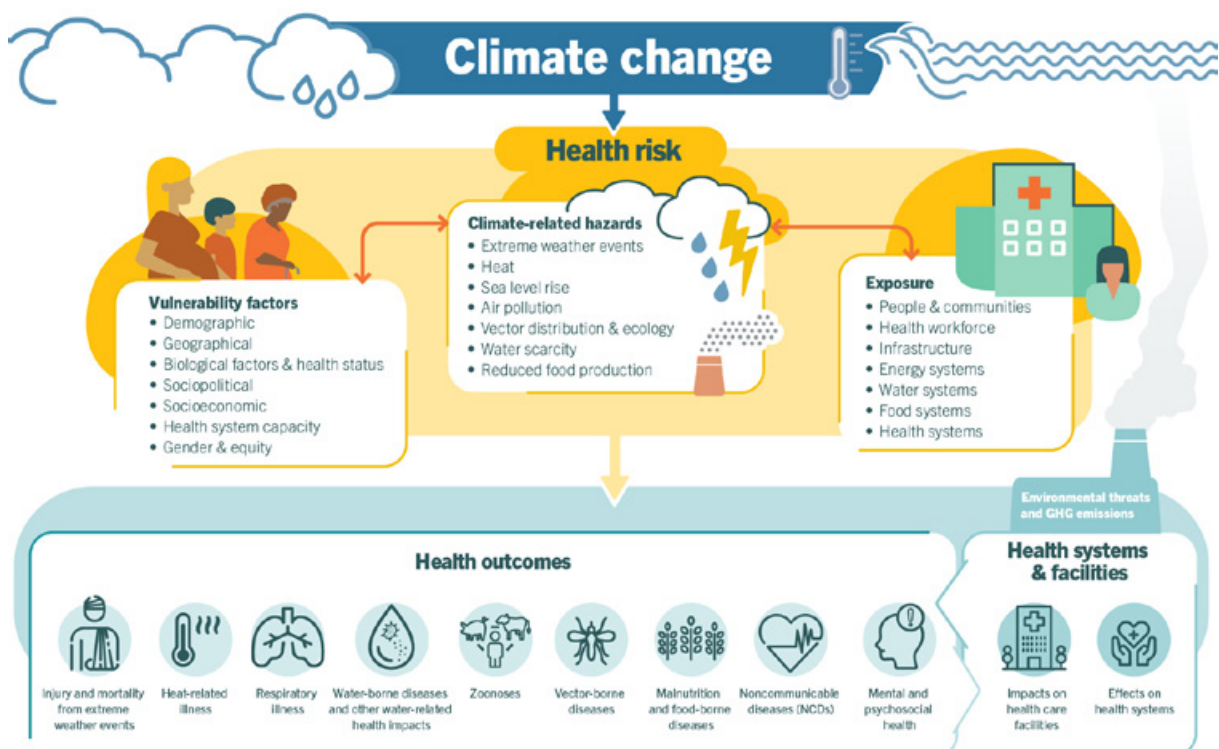 Climate change
Health risk
Climate-related hazards
• Extreme weather events
• Heat
• Sea level rise
• Air pollution
• Vector distribution & ecology
• Water scarcity
• Reduced food production
Vulnerability factors
• Demographic
• Geographical
• Biological factors & health status
• Sociopolitical
• Socioeconomic
• Health system capacity
• Gender & equity
Exposure
• People & communities
• Health workforce
• Infrastructure
• Energy systems
• Water systems
• Food systems
• Health systems
Environmental threats
and GHG emissions
Health outcomes
Injury and mortality
from extreme
weather events
Heat-related
illness
Respiratory
illness
Water-borne diseases
and other water-related
health impacts
Zoonoses
Vector-borne
diseases
Malnutrition
and food-borne
diseases
Noncommunicable
diseases (NCDs)
Mental and
psychosocial
health
Health systems
& facilities
Impacts on
health care
facilities
Effects on
health systems